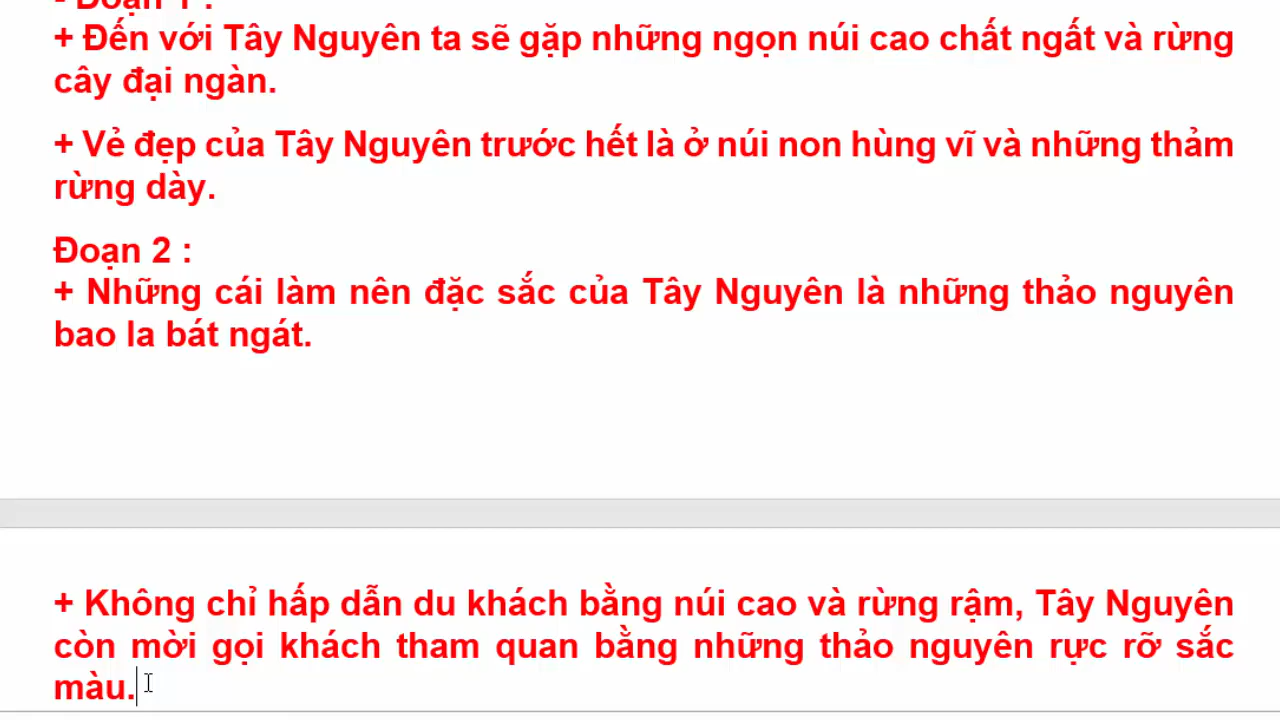 - Đoạn 1 :
+ Đến với Tây Nguyên ta sẽ gặp những ngọn núi cao chất ngất và rừng
cây đại ngàn.
+ Vẻ đẹp của Tây Nguyên trước hết là ở núi non hùng vĩ và những thảm
rừng dày.
Đoạn 2 :
+ Những cái làm nên đặc sắc của Tây Nguyên là những thảo nguyên
bao la bát ngát.
+ Không chỉ hấp dẫn du khách bằng núi cao và rừng rậm, Tây Nguyên
còn mời gọi khách tham quan bằng những thảo nguyên rực rỡ sắc
màu.